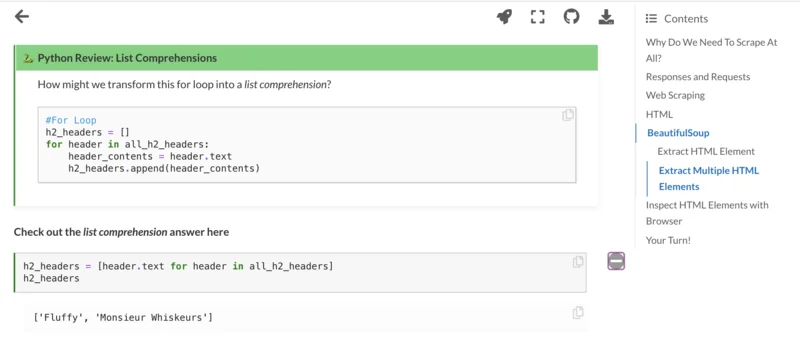 Python Review: List Comprehensions
How might we transform this for loop into a list comprehension?
#For Loop
h2_headers = []
for header in all_h2_headers:
    header_contents = header.text
    h2_headers.append(header_contents)
Check out the list comprehension answer here
h2_headers = [header.text for header in all_h2_headers]
h2_headers
['Fluffy', 'Monsieur Whiskeurs']
Contents
Why Do We Need To Scrape At
All?
Responses and Requests
Web Scraping
HTML
BeautifulSoup
Extract HTML Element
Extract Multiple HTML
Elements
Inspect HTML Elements with
Browser
Your Turn!